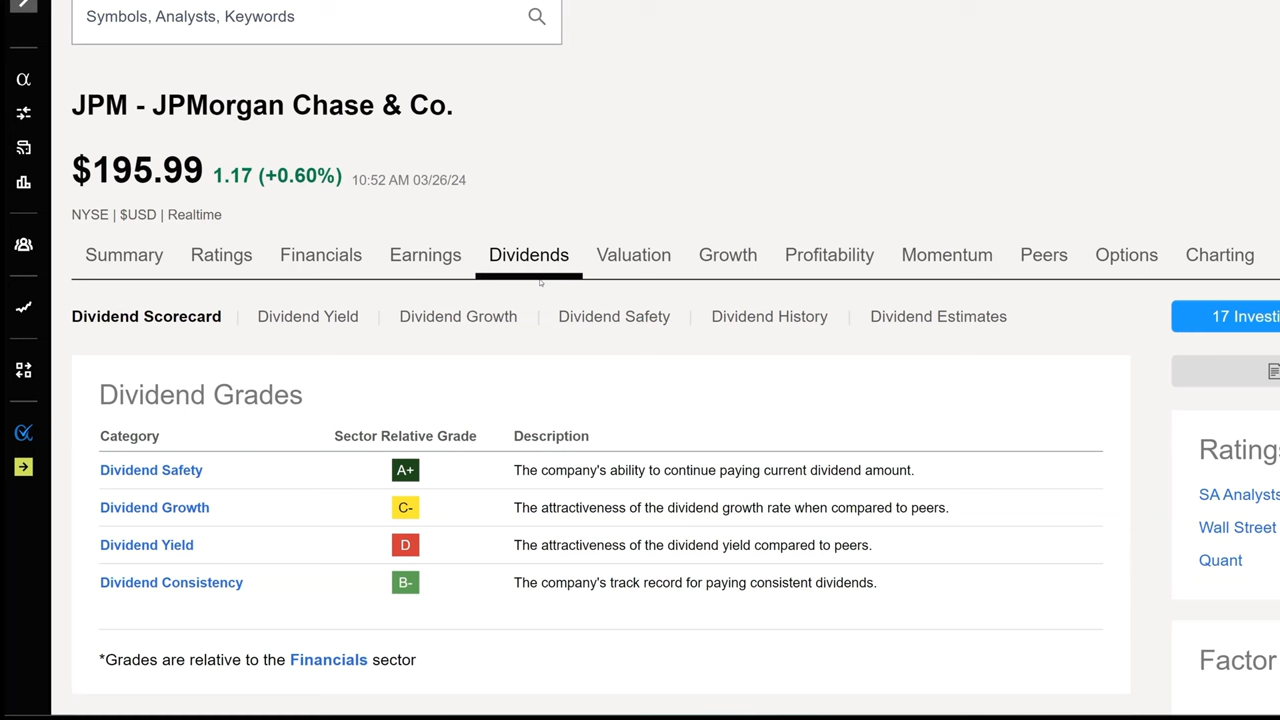 Symbols, Analysts, Keywords
JPM - JPMorgan Chase & Co.
$195.99 1.17 (+0.60%) 10:52 AM 03/26/24
NYSE | $USD | Realtime
Summary Ratings Financials Earnings Dividends Valuation Growth Profitability Momentum Peers Options Charting
Dividend Scorecard | Dividend Yield | Dividend Growth | Dividend Safety | Dividend History | Dividend Estimates
17 Investi
Dividend Grades
Category Sector Relative Grade Description
Dividend Safety A+ The company's ability to continue paying current dividend amount.
Dividend Growth C- The attractiveness of the dividend growth rate when compared to peers.
Dividend Yield D The attractiveness of the dividend yield compared to peers.
Dividend Consistency B- The company's track record for paying consistent dividends.
*Grades are relative to the Financials sector
Ratings
SA Analysts
Wall Street
Quant
Factor